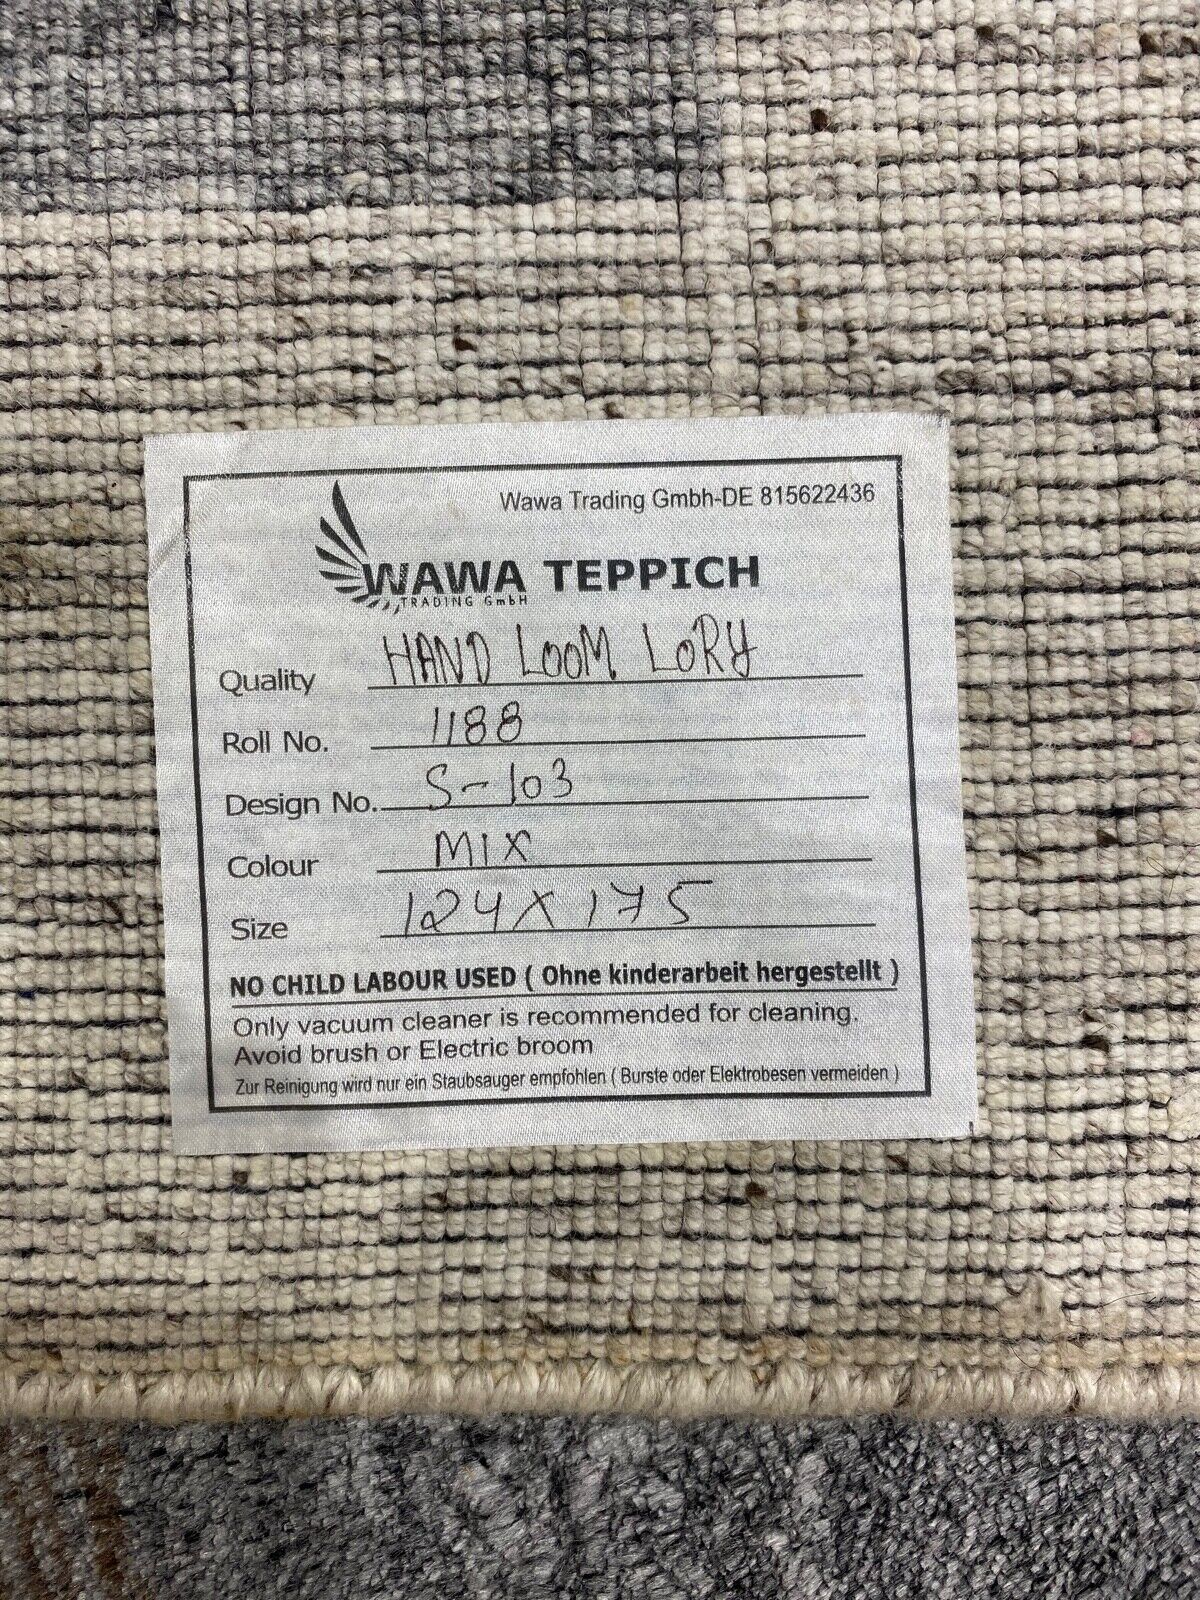 Wawa Trading Gmbh-DE 815622436
WAWA TEPPICH
TRADING GmbH
Quality HAND LOOM LORY
Roll No. 1188
Design No. S-103
Colour MIX
Size 124X175
NO CHILD LABOUR USED ( Ohne kinderarbeit hergestellt )
Only vacuum cleaner is recommended for cleaning.
Avoid brush or Electric broom
Zur Reinigung wird nur ein Staubsauger empfohlen ( Burste oder Elektrobesen vermeiden )